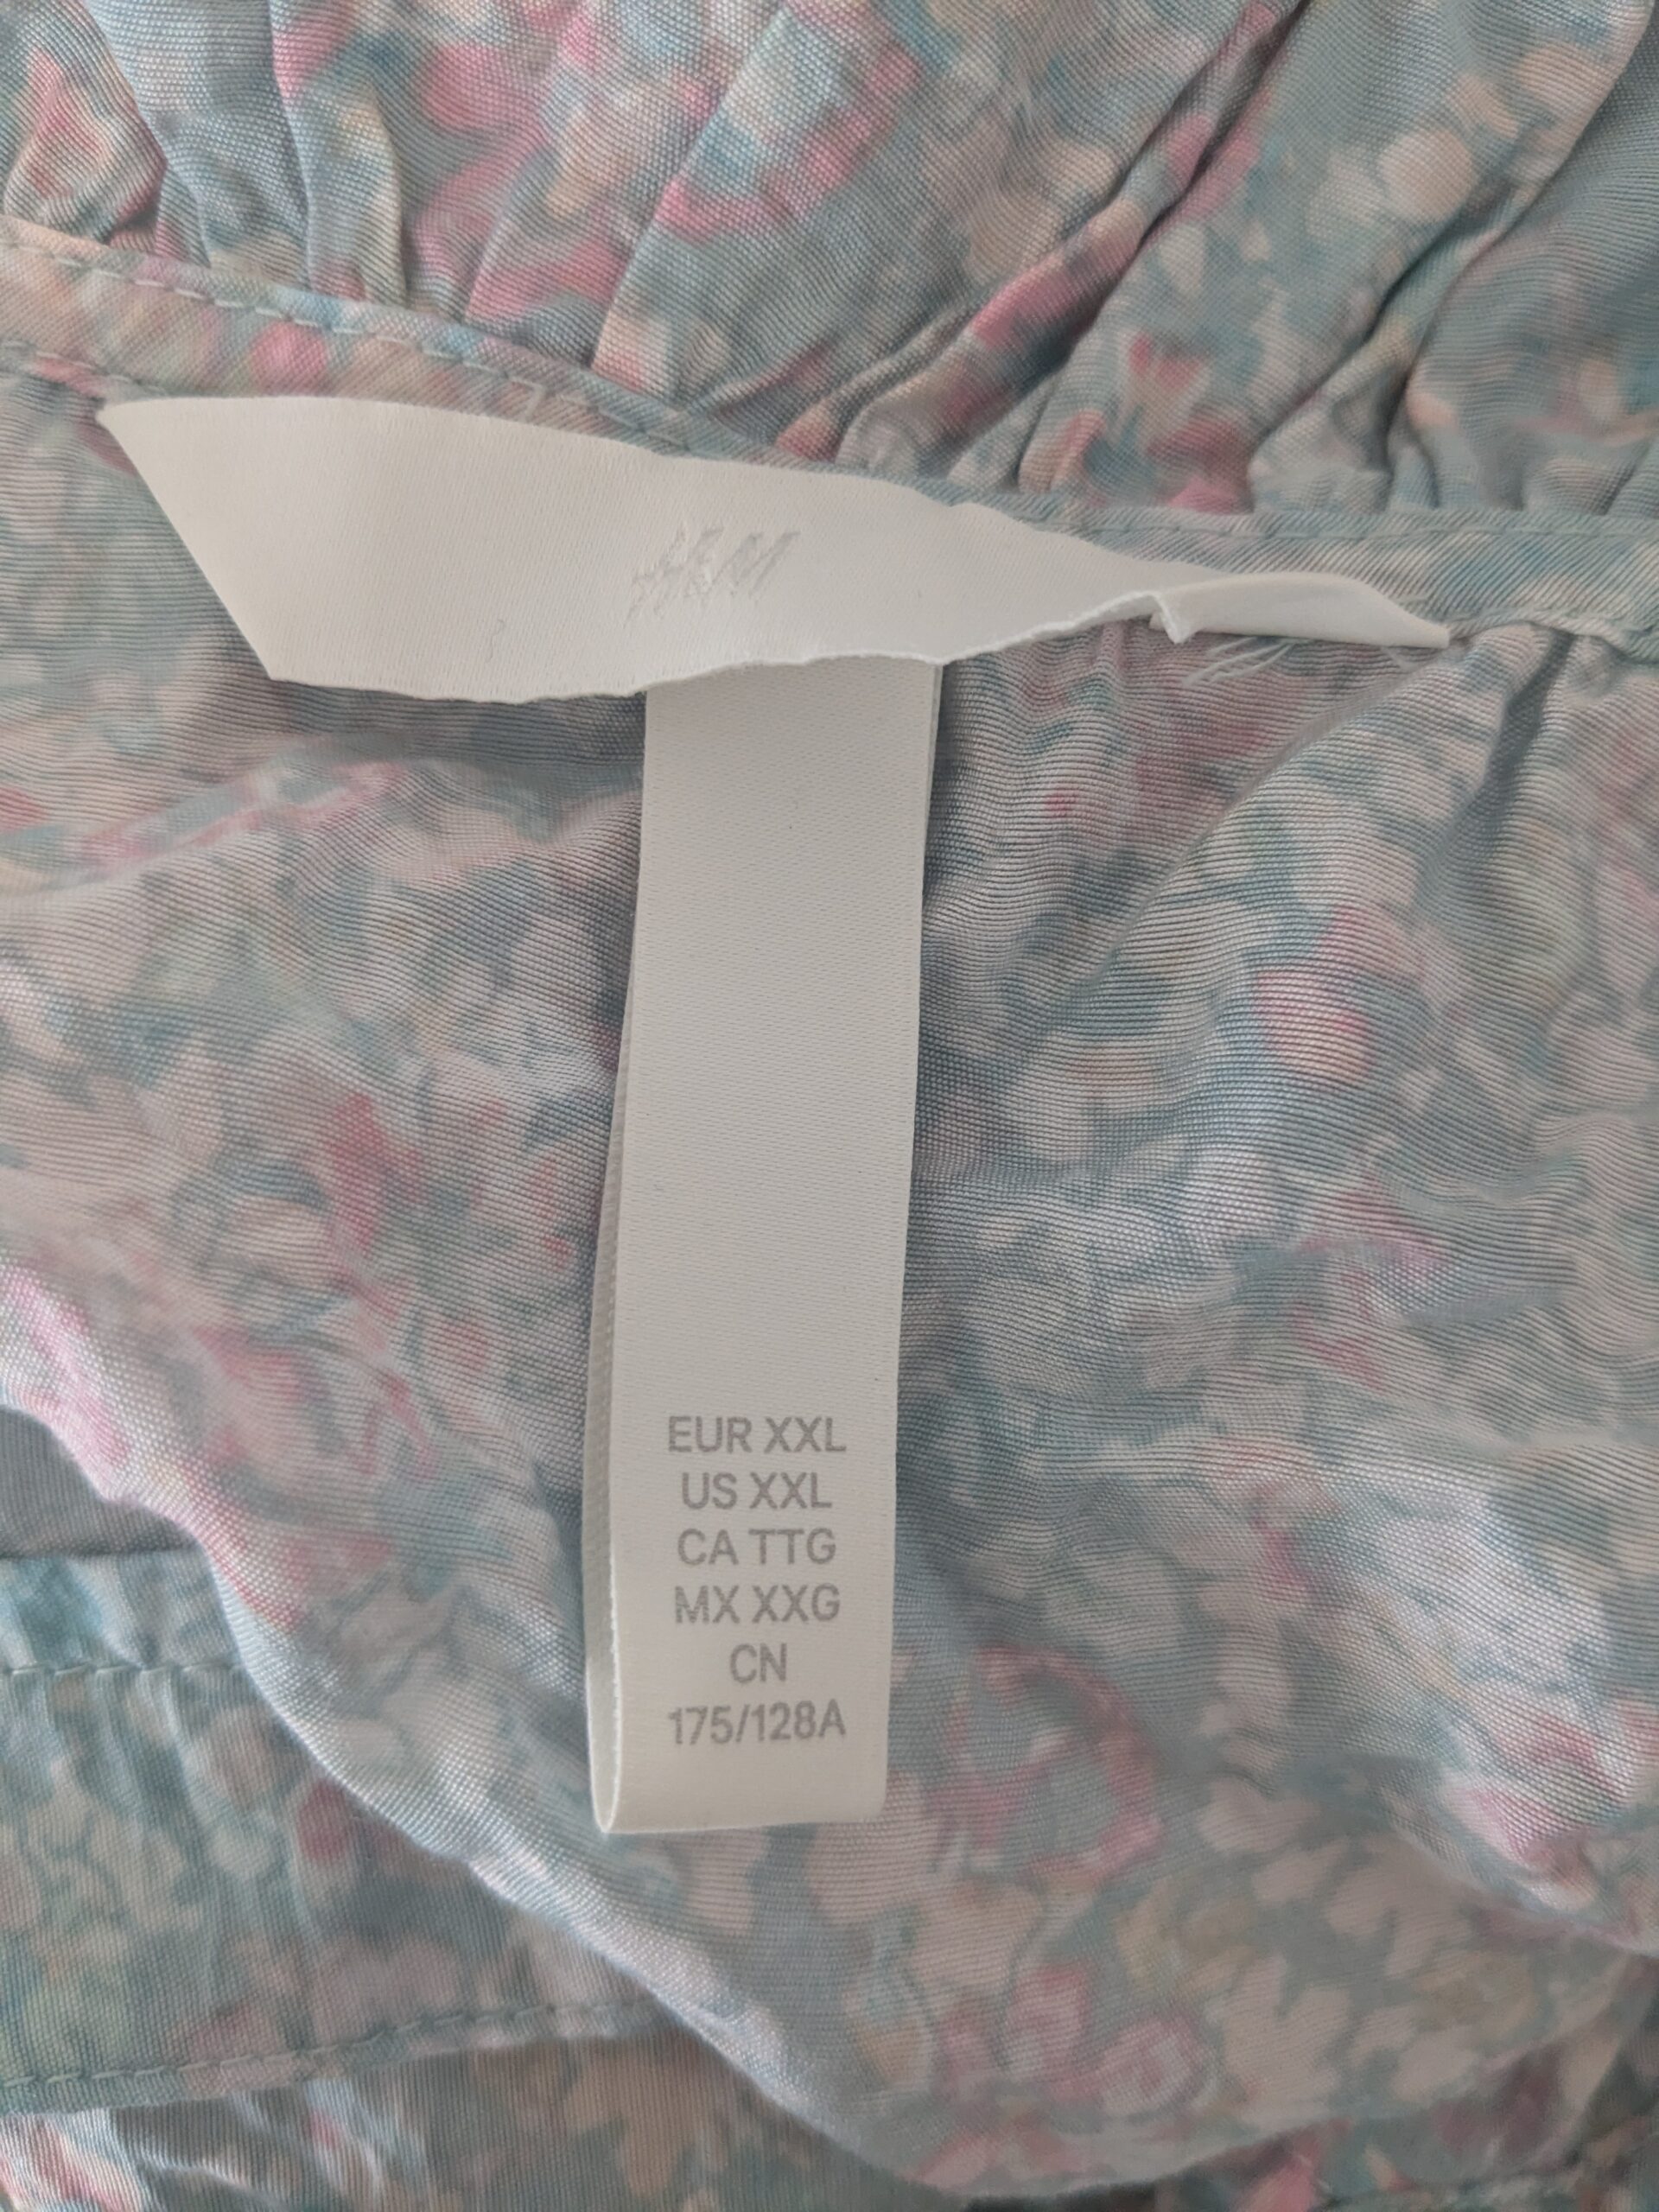 H&M
EUR XXL
US XXL
CA TTG
MX XXG
CN
175/128A